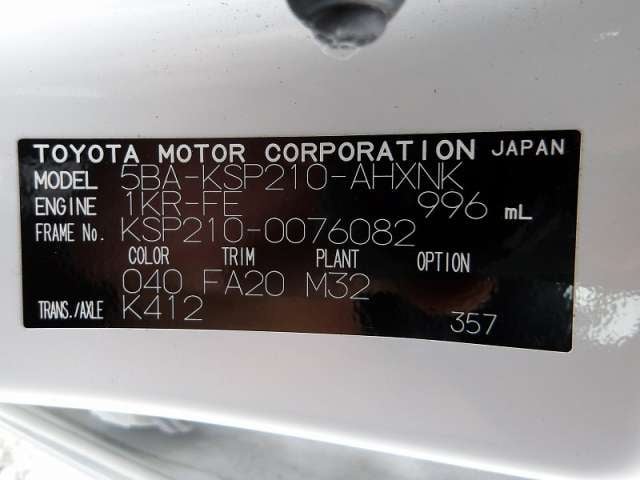 TOYOTA MOTOR CORPORATION JAPAN
MODEL 5BA-KSP210-AHXNK
ENGINE 1KR-FE 996 mL
FRAME No. KSP210-0076082
COLOR TRIM PLANT OPTION
040 FA20 M32
TRANS./AXLE K412
357